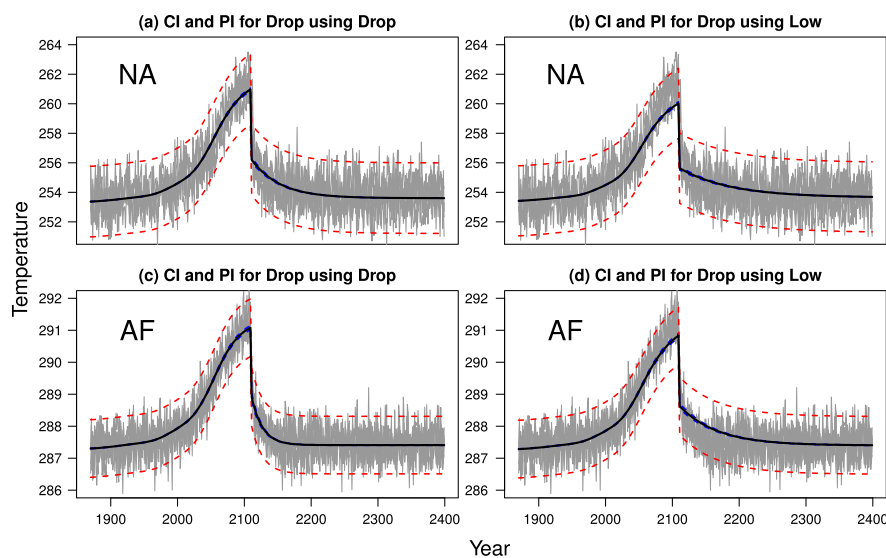 (a) CI and PI for Drop using Drop
(b) CI and PI for Drop using Low
264
262
260
258
256
254
252
NA
264
262
260
258
256
254
252
NA
Temperature
(c) CI and PI for Drop using Drop
(d) CI and PI for Drop using Low
292
291
290
289
288
287
286
AF
292
291
290
289
288
287
286
AF
1900 2000 2100 2200 2300 2400
1900 2000 2100 2200 2300 2400
Year